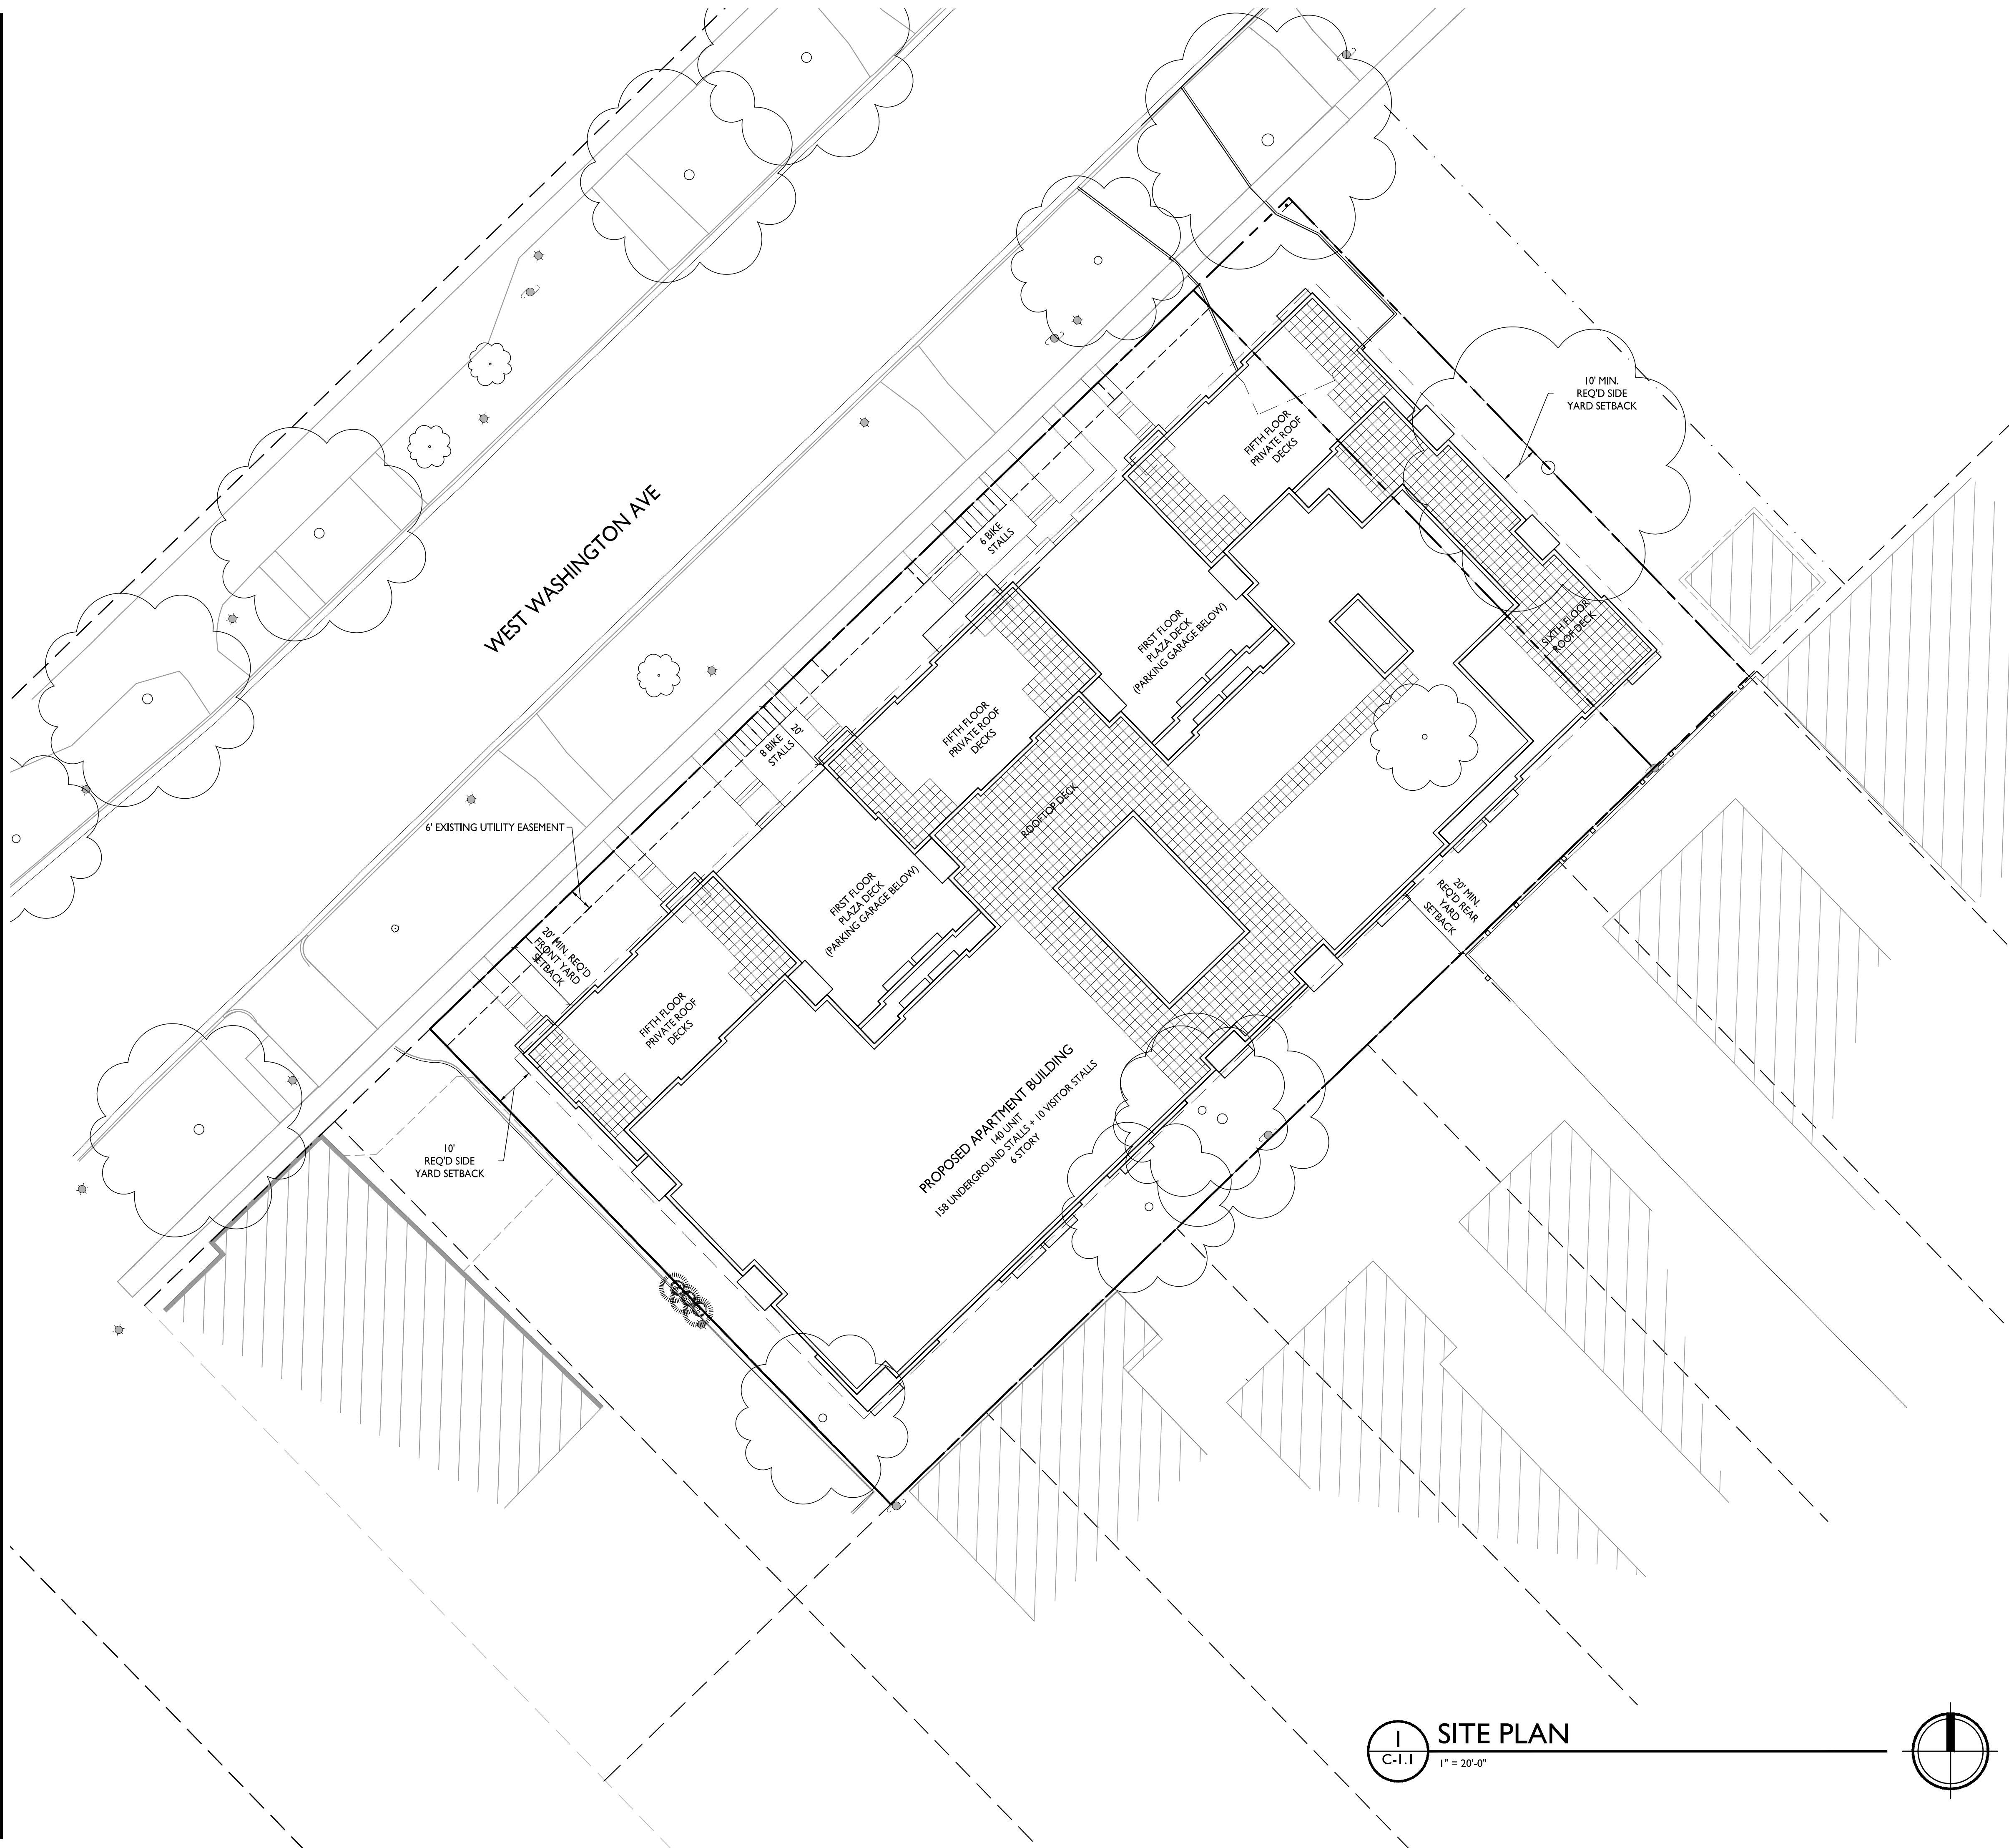 10' MIN.
REQ'D SIDE
YARD SETBACK
FIFTH FLOOR
PRIVATE ROOF
DECKS
WEST WASHINGTON AVE
6 BIKE
STALLS
FIRST FLOOR
PLAZA DECK
(PARKING GARAGE BELOW)
SIXTH FLOOR
ROOF DECK
FIFTH FLOOR
PRIVATE ROOF
DECKS
20'
8 BIKE
STALLS
ROOFTOP DECK
6' EXISTING UTILITY EASEMENT
FIRST FLOOR
PLAZA DECK
(PARKING GARAGE BELOW)
20' MIN.
REQ'D REAR
YARD
SETBACK
20' MIN. REQ'D
FRONT YARD
SETBACK
FIFTH FLOOR
PRIVATE ROOF
DECKS
PROPOSED APARTMENT BUILDING
140 UNIT
158 UNDERGROUND STALLS + 10 VISITOR STALLS
6 STORY
10'
REQ'D SIDE
YARD SETBACK
1
C-1.1
SITE PLAN
1" = 20'-0"